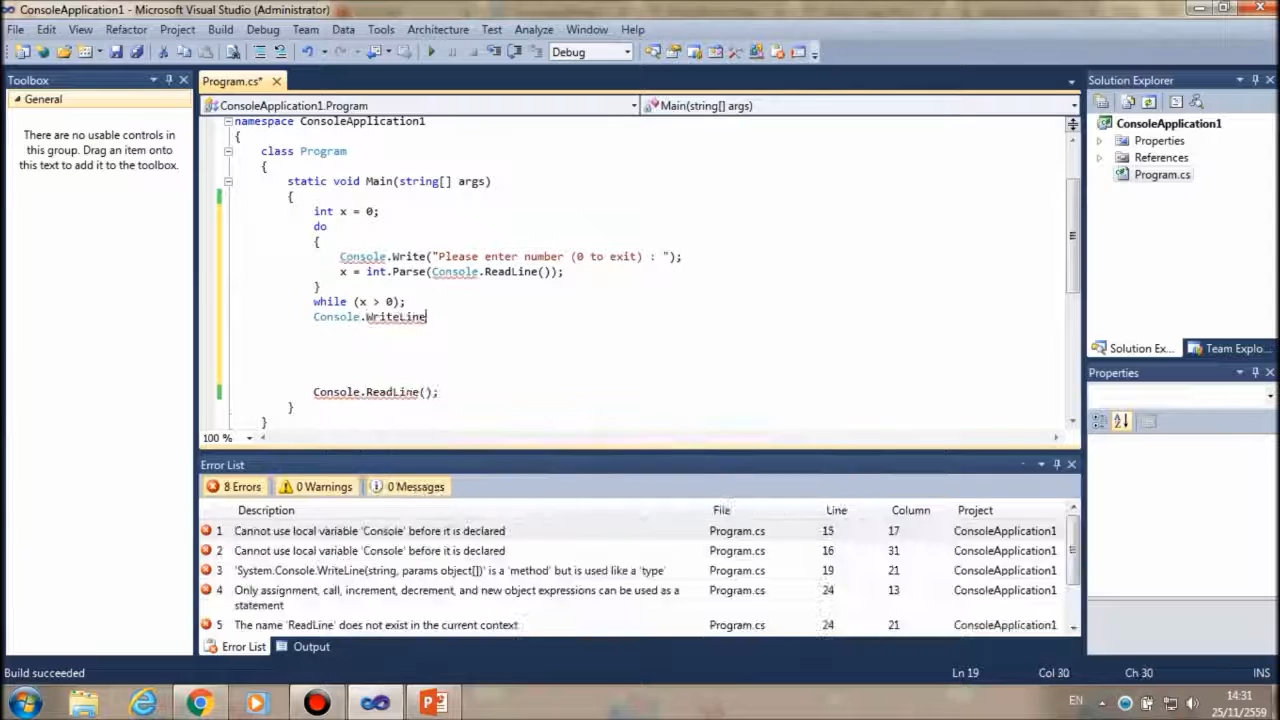 ConsoleApplication1 - Microsoft Visual Studio (Administrator)
File Edit View Refactor Project Build Debug Team Data Tools Architecture Test Analyze Window Help
Debug
Toolbox
General
There are no usable controls in
this group. Drag an item onto
this text to add it to the toolbox.
Program.cs*
ConsoleApplication1.Program
Main(string[] args)
namespace ConsoleApplication1
{
class Program
{
static void Main(string[] args)
{
int x = 0;
do
{
Console.Write("Please enter number (0 to exit) : ");
x = int.Parse(Console.ReadLine());
}
while (x > 0);
Console.WriteLine
Console.ReadLine();
}
}
100 %
Solution Explorer
ConsoleApplication1
Properties
References
Program.cs
Solution Ex... Team Explo...
Properties
Error List
8 Errors 0 Warnings 0 Messages
Description File Line Column Project
1 Cannot use local variable 'Console' before it is declared Program.cs 15 17 ConsoleApplication1
2 Cannot use local variable 'Console' before it is declared Program.cs 16 31 ConsoleApplication1
3 'System.Console.WriteLine(string, params object[])' is a 'method' but is used like a 'type' Program.cs 19 21 ConsoleApplication1
4 Only assignment, call, increment, decrement, and new object expressions can be used as a Program.cs 24 13 ConsoleApplication1
statement
5 The name 'ReadLine' does not exist in the current context Program.cs 24 21 ConsoleApplication1
Error List Output
Build succeeded Ln 19 Col 30 Ch 30 INS
EN
14:31
25/11/2559